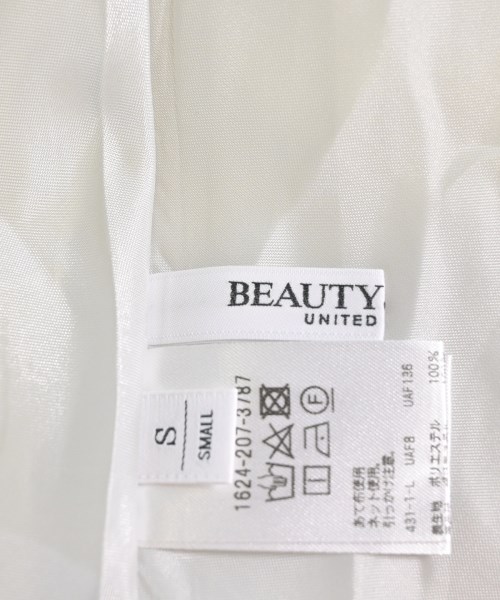 BEAUTY
UNITED
S
SMALL
1624-207-3787
F
あて布使用
ネット使用。
引っかけ注意。
431-1-L UAF8 UAF136
表生地 ポリエステル 100%